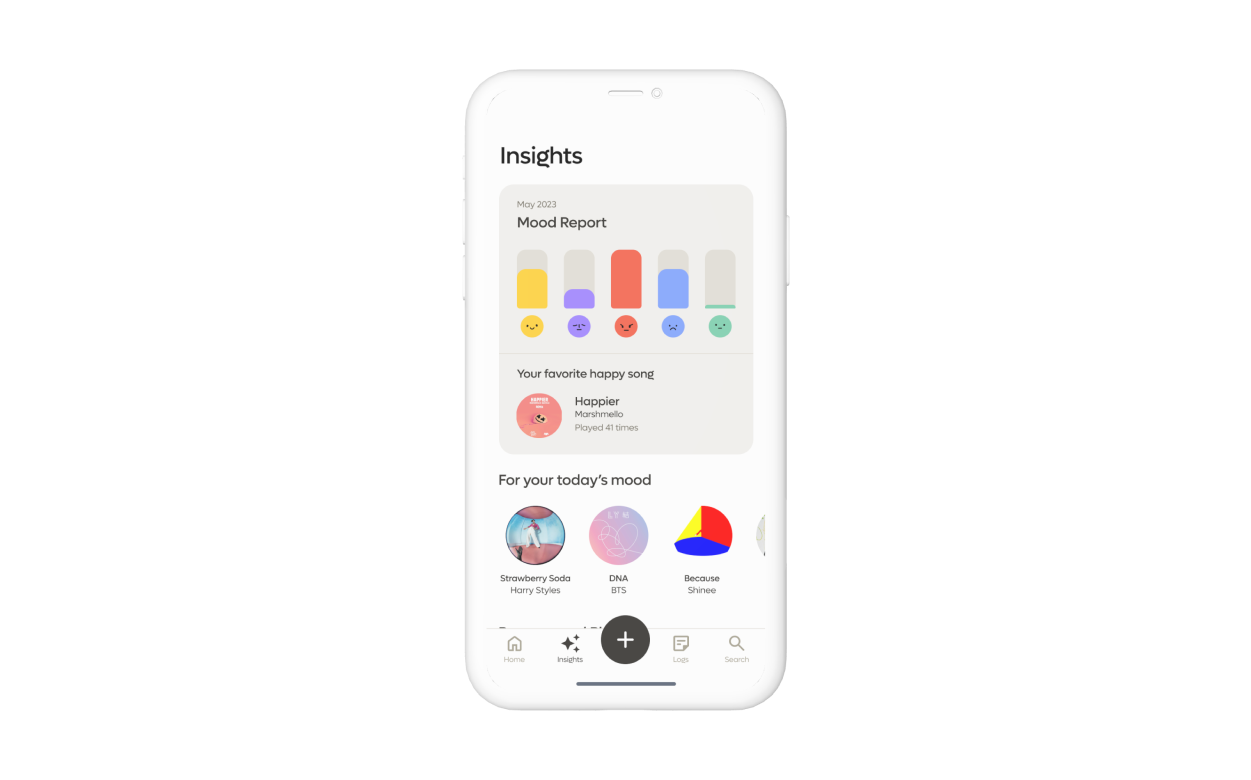 Insights
May 2023
Mood Report
Your favorite happy song
HAPPIER
Happier
Marshmello
Played 41 times
For your today's mood
Strawberry Soda
Harry Styles
DNA
BTS
Because
Shinee
Home
Insights
Logs
Search